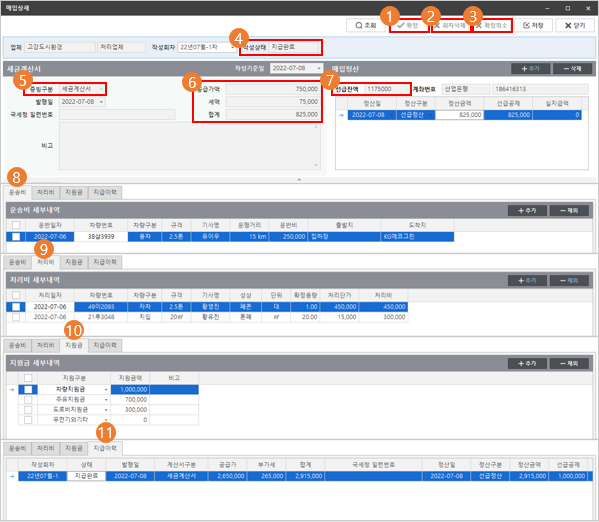 매입상세
조회 1 확정 2 회차삭제 3 확정취소 저장 닫기
업체 고강도시환경 처리업체 작성회차 22년07월-1차 4 작성상태 지급완료
세금계산서 작성기준일 2022-07-08
5 증빙구분 세금계산서
발행일 2022-07-08
국세청 일련번호
비고
6 공급가액 750,000
세액 75,000
합계 825,000
매입정산 추가 삭제
7 선급잔액 1175000 계좌번호 산업은행 186416313
정산일 정산구분 정산금액 선급공제 실지급액
2022-07-08 선급정산 825,000 825,000 0
8
운송비 처리비 지원금 지급이력
운송비 세부내역 추가 제외
운반일자 차량번호 차량구분 규격 기사명 운행거리 운반비 출발지 도착지
2022-07-06 38삼3939 용차 2.5톤 유이우 15 km 250,000 집하장 KG에코그린
9
운송비 처리비 지원금 지급이력
처리비 세부내역 추가 제외
처리일자 차량번호 차량구분 규격 기사명 성상 단위 확정용량 처리단가 처리비
2022-07-06 49이2093 지차 2.5톤 황영진 폐콘 대 1.00 450,000 450,000
2022-07-06 21루3048 지입 20㎥ 황유진 혼폐 ㎥ 20.00 15,000 300,000
10
운송비 처리비 지원금 지급이력
지원금 세부내역 추가 제외
지원구분 지원금액 비고
차량지원금 1,000,000
주유지원금 700,000
도로비지원금 300,000
무전기외기타 0
11
운송비 처리비 지원금 지급이력
작성회차 상태 발행일 계산서구분 공급가 부가세 합계 국세청 일련번호 정산일 정산구분 정산금액 선급공제
22년07월-1 지급완료 2022-07-08 세금계산서 2,650,000 265,000 2,915,000 2022-07-08 선급정산 2,915,000 1,000,000